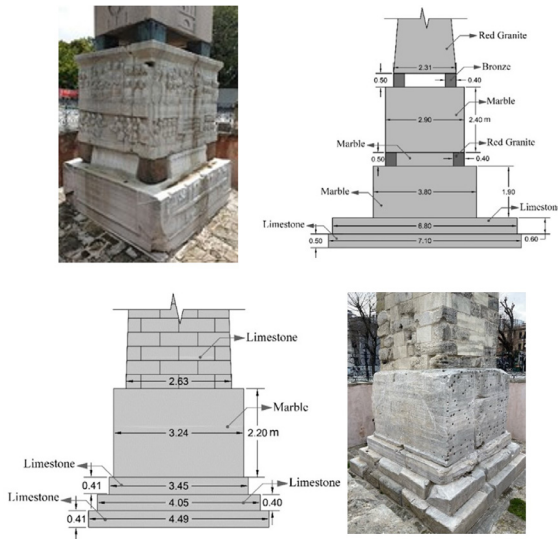 Red Granite
2.31
Bronze
0.50
0.40
Marble
2.90
2.40 m
Marble
Red Granite
0.50
0.40
Marble
3.80
1.90
Limeston
6.80
Limestone
0.50
7.10
0.60
Limestone
2.63
Marble
3.24
2.20 m
Limestone
0.41
3.45
Limestone
Limestone
4.05
0.40
0.41
4.49